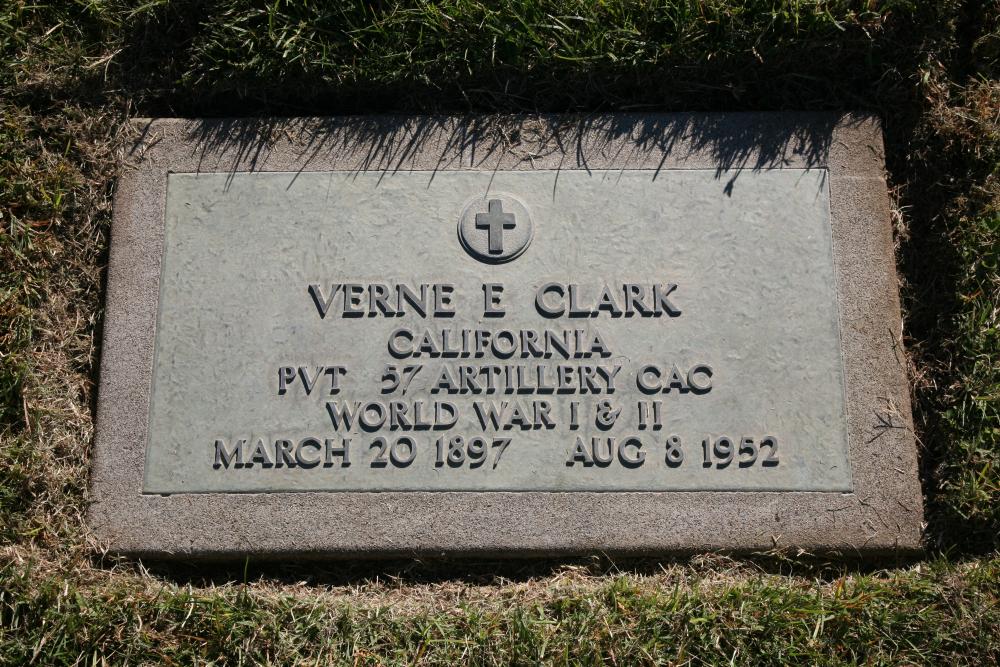 VERNE E CLARK
CALIFORNIA
PVT 57 ARTILLERY CAC
WORLD WAR I & II
MARCH 20 1897 AUG 8 1952